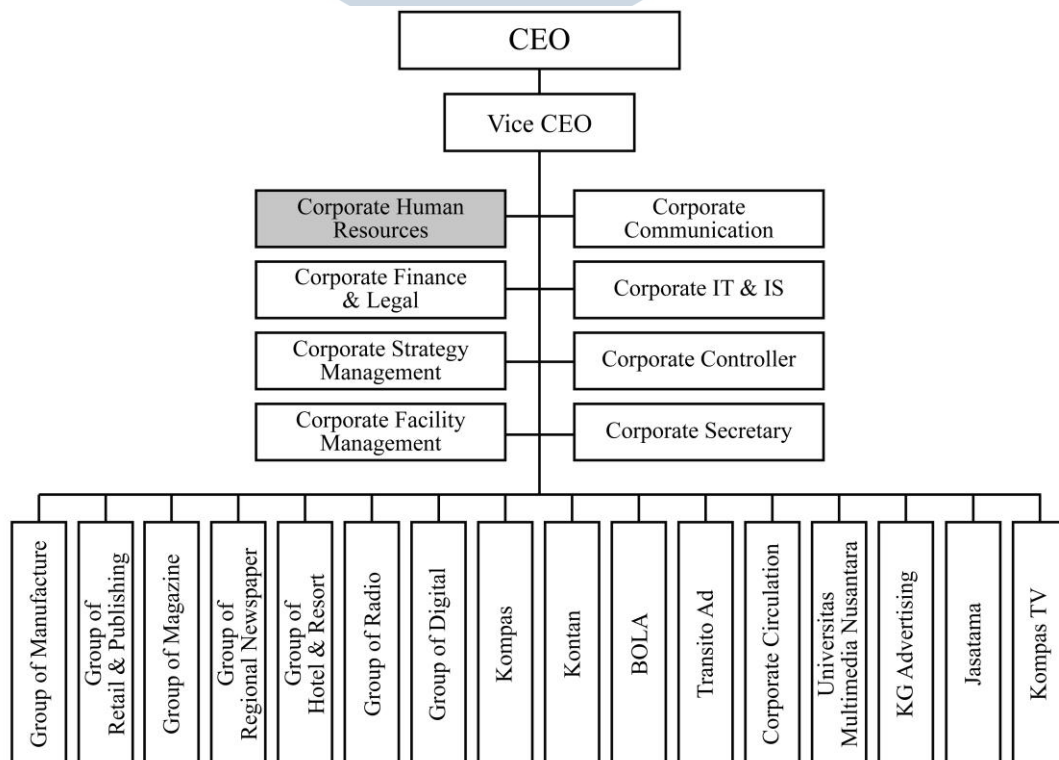 CEO
Vice CEO
Corporate Human
Resources
Corporate
Communication
Corporate Finance
& Legal
Corporate IT & IS
Corporate Strategy
Management
Corporate Controller
Corporate Facility
Management
Corporate Secretary
Group of Manufacture
Group of
Retail & Publishing
Group of Magazine
Group of
Regional Newspaper
Group of
Hotel & Resort
Group of Radio
Group of Digital
Kompas
Kontan
BOLA
Transito Ad
Corporate Circulation
Universitas
Multimedia Nusantara
KG Advertising
Jasatama
Kompas TV